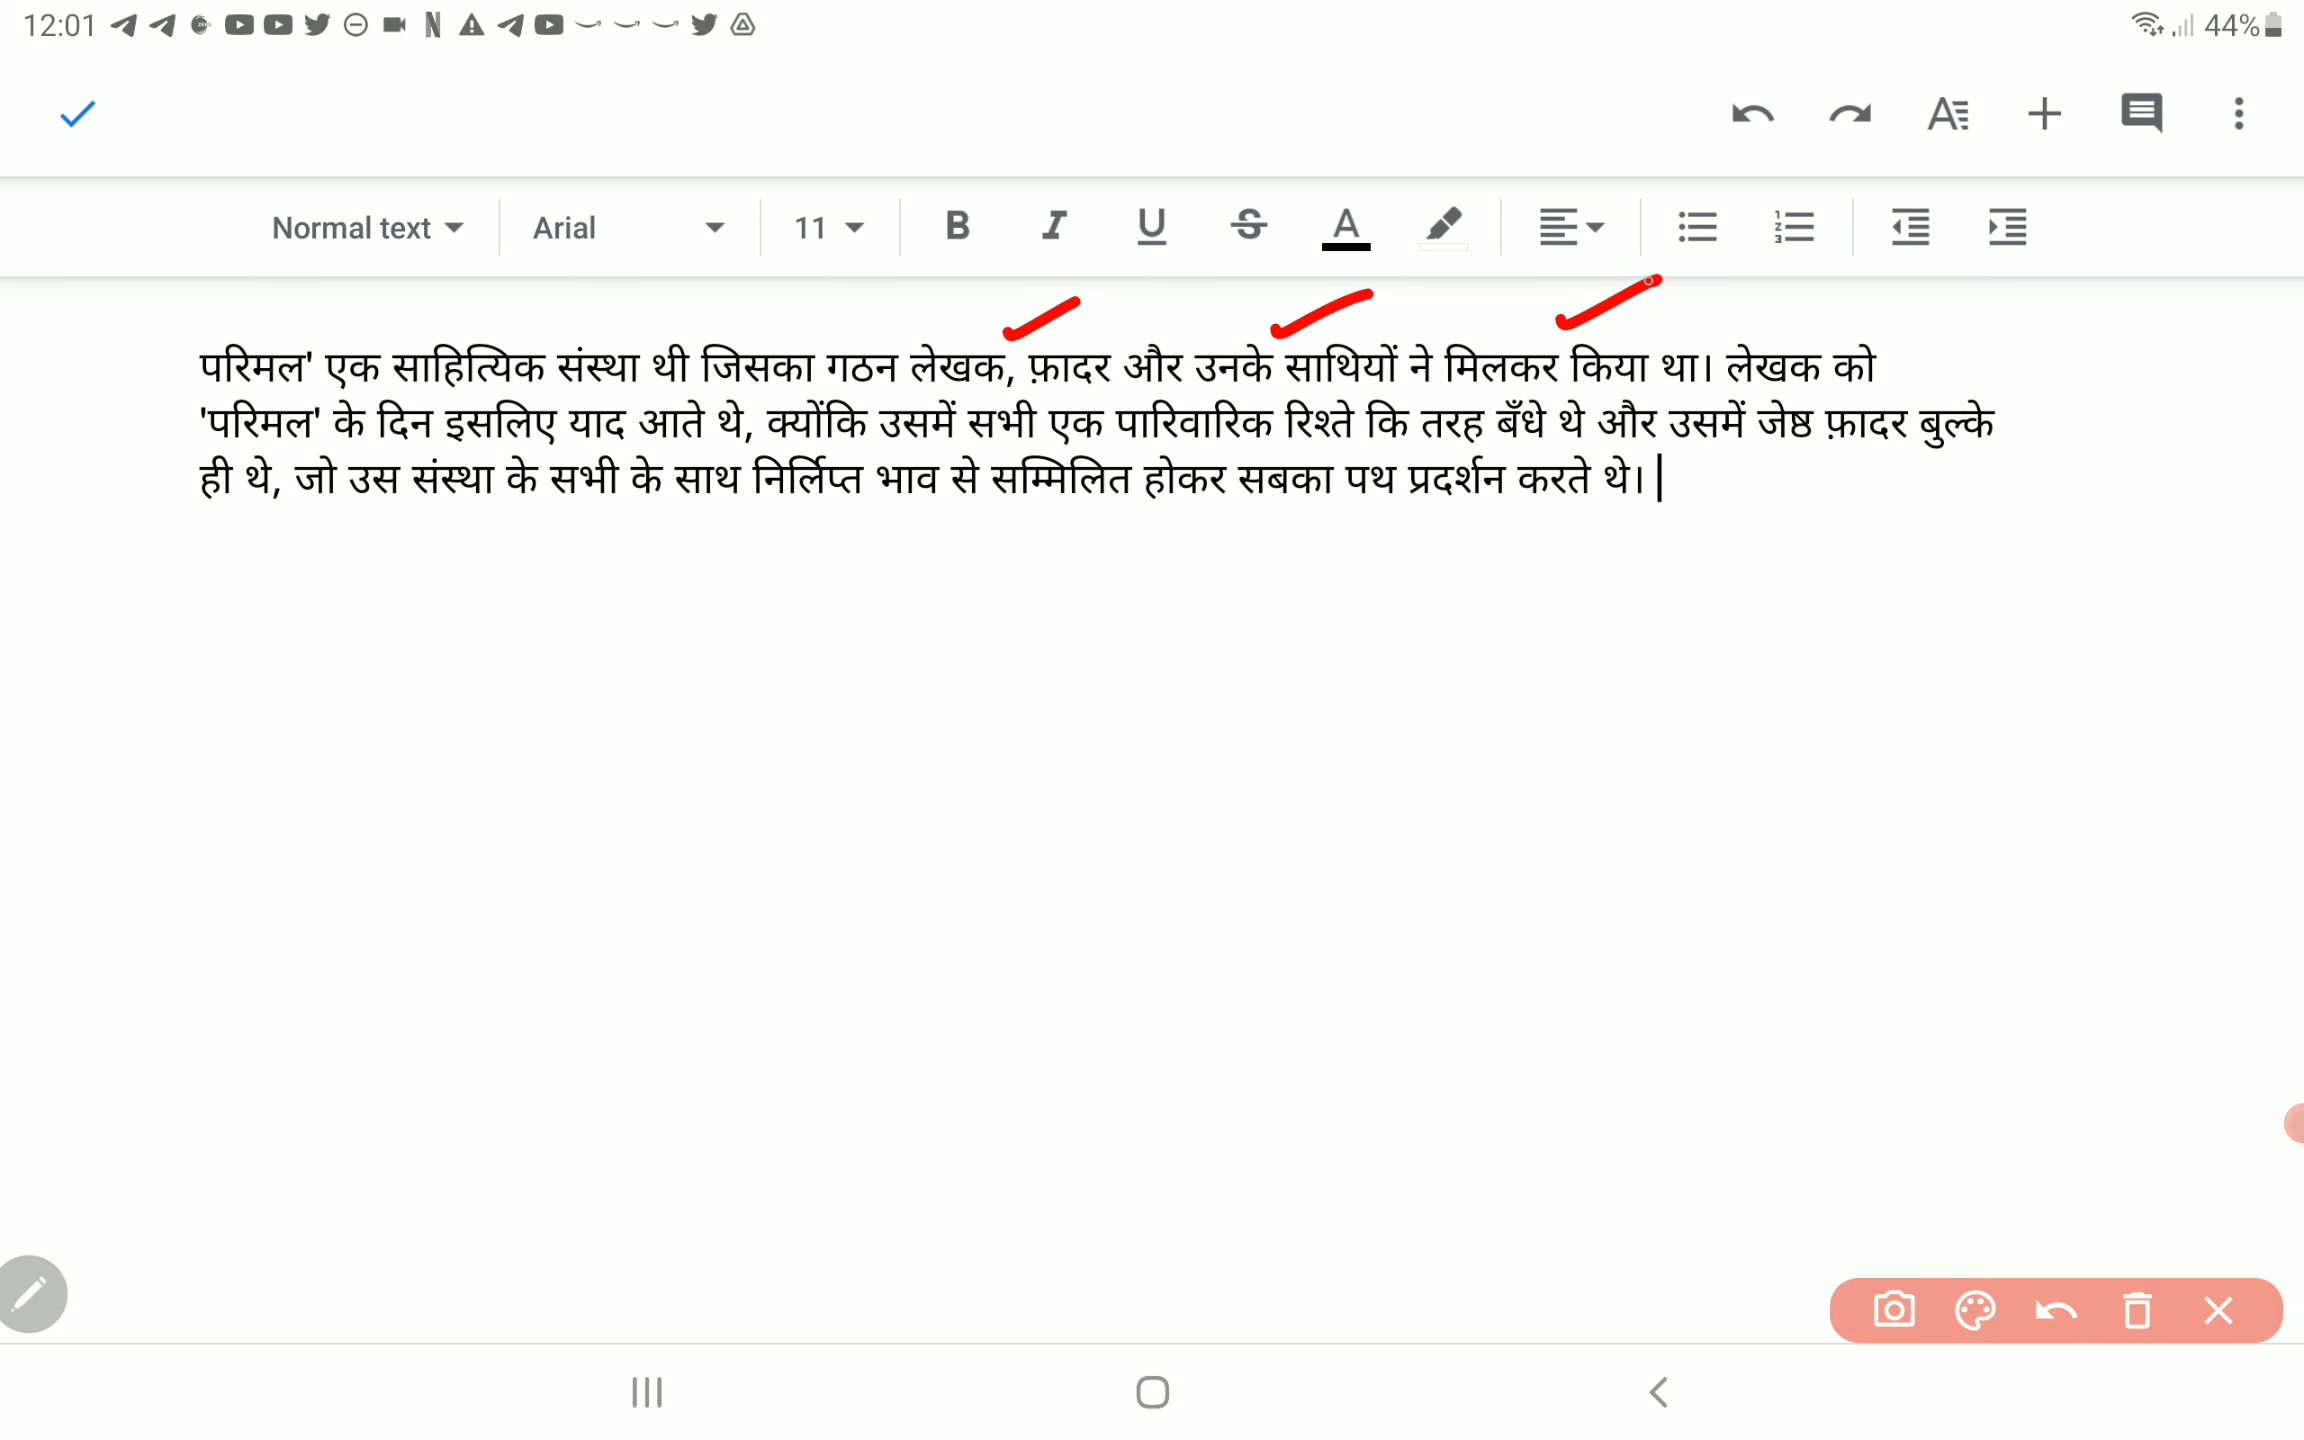 12:01
44%
Normal text
Arial
11
परिमल' एक साहित्यिक संस्था थी जिसका गठन लेखक, फ़ादर और उनके साथियों ने मिलकर किया था। लेखक को
'परिमल' के दिन इसलिए याद आते थे, क्योंकि उसमें सभी एक पारिवारिक रिश्ते कि तरह बँधे थे और उसमें जेष्ठ फ़ादर बुल्के
ही थे, जो उस संस्था के सभी के साथ निर्लिप्त भाव से सम्मिलित होकर सबका पथ प्रदर्शन करते थे।